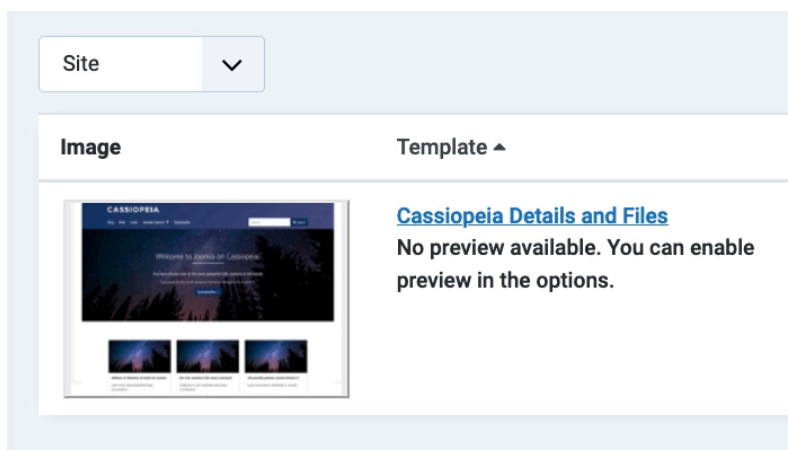 Site
Image
Template
Cassiopeia Details and Files
No preview available. You can enable
preview in the options.
CASSIOPEIA
Welcome to Joomla on Cassiopeia